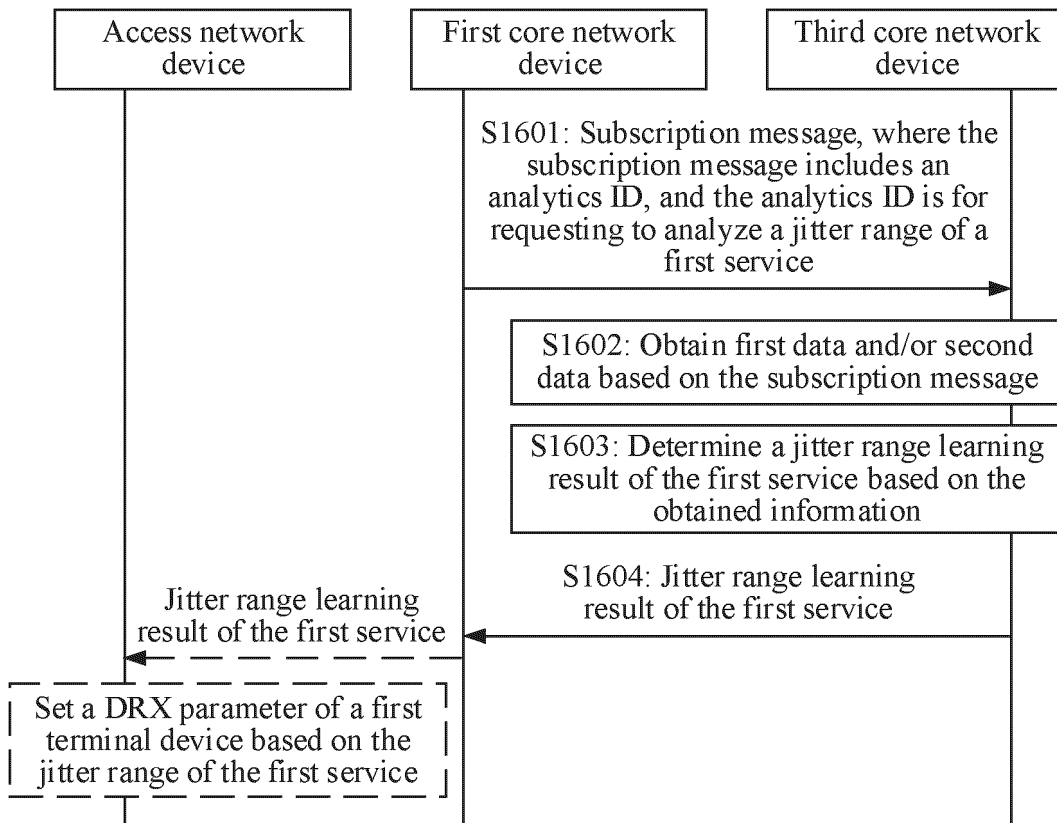 Access network
device
First core network
device
Third core network
device
S1601: Subscription message, where the
subscription message includes an
analytics ID, and the analytics ID is for
requesting to analyze a jitter range of a
first service
S1602: Obtain first data and/or second
data based on the subscription message
S1603: Determine a jitter range learning
result of the first service based on the
obtained information
S1604: Jitter range learning
result of the first service
Jitter range learning
result of the first service
Set a DRX parameter of a first
terminal device based on the
jitter range of the first service